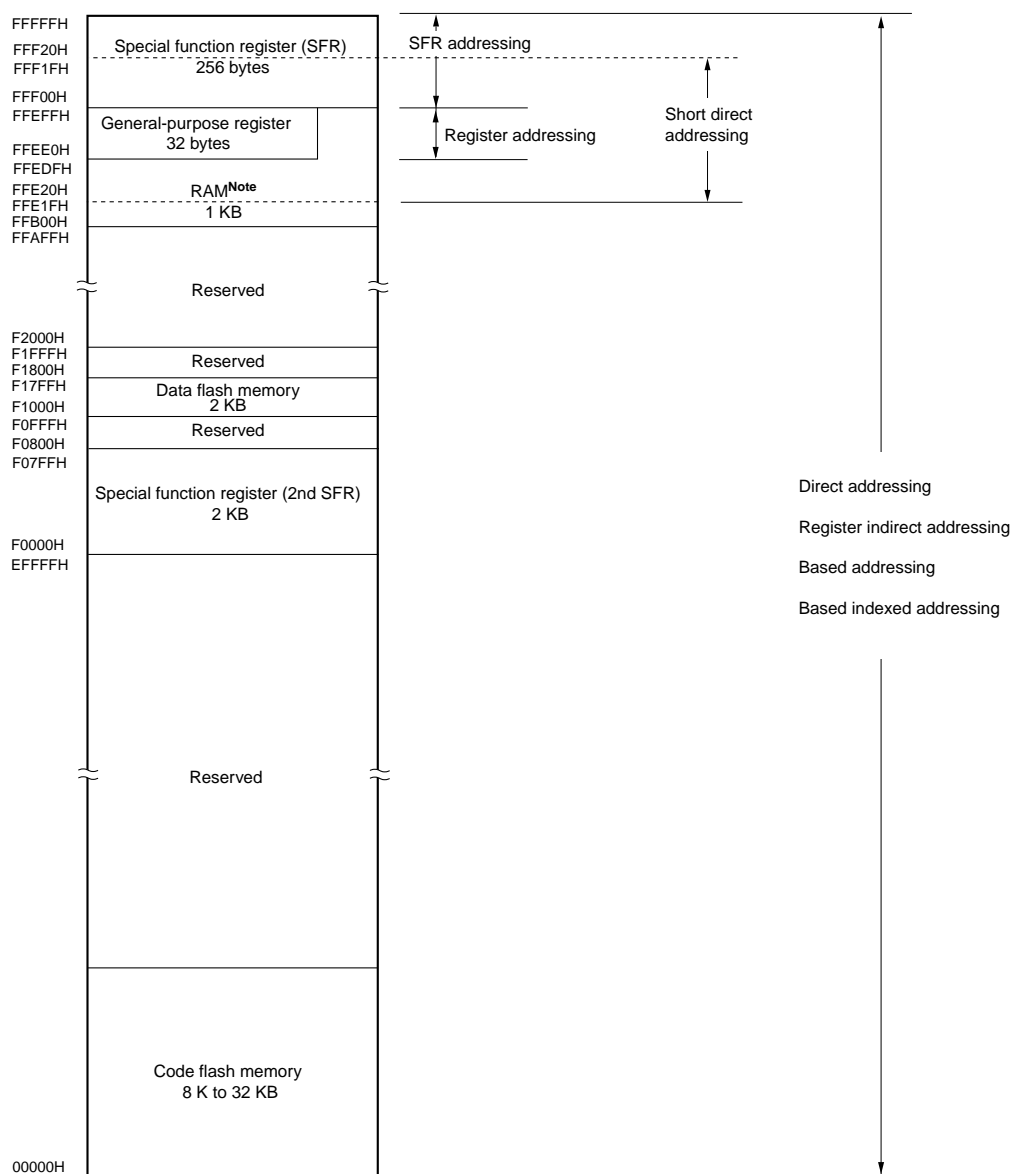 FFFFFH
FFF20H
FFF1FH
FFF00H
FFEFFH
FFEE0H
FFEDFH
FFE20H
FFE1FH
FFB00H
FFAFFH
F2000H
F1FFFH
F1800H
F17FFH
F1000H
F0FFFH
F0800H
F07FFH
F0000H
EFFFFH
00000H
Special function register (SFR)
256 bytes
General-purpose register
32 bytes
RAMNote
1 KB
Reserved
Reserved
Data flash memory
2 KB
Reserved
Special function register (2nd SFR)
2 KB
Reserved
Code flash memory
8 K to 32 KB
SFR addressing
Register addressing
Short direct
addressing
Direct addressing
Register indirect addressing
Based addressing
Based indexed addressing